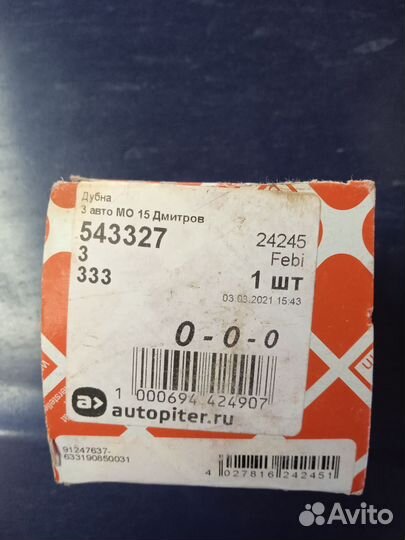 Дубна
3 авто МО 15 Дмитров
543327
24245
3
Febi
333
1 шт
03.03.2021 15:43
0-0-0
1 000694 424907
a>
autopiter.ru
91247637-
633190850031
4 027816 242451
Avito